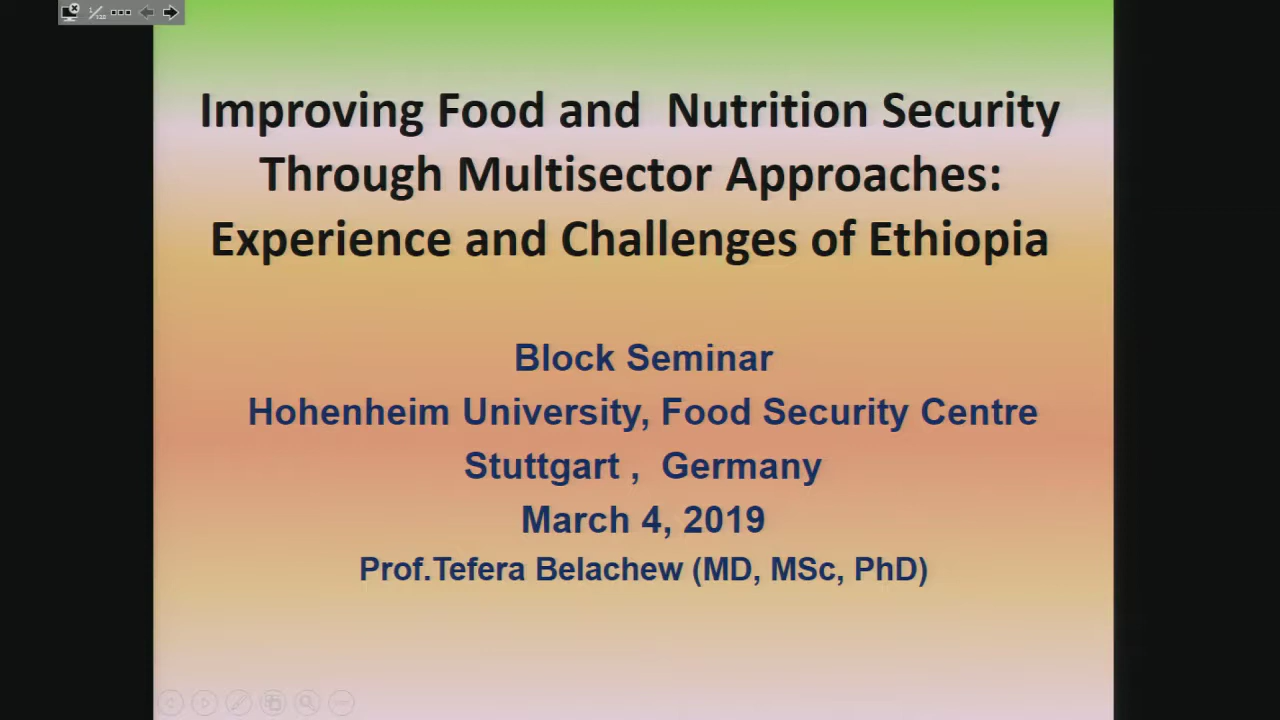 Improving Food and Nutrition Security
Through Multisector Approaches:
Experience and Challenges of Ethiopia
Block Seminar
Hohenheim University, Food Security Centre
Stuttgart , Germany
March 4, 2019
Prof.Tefera Belachew (MD, MSc, PhD)